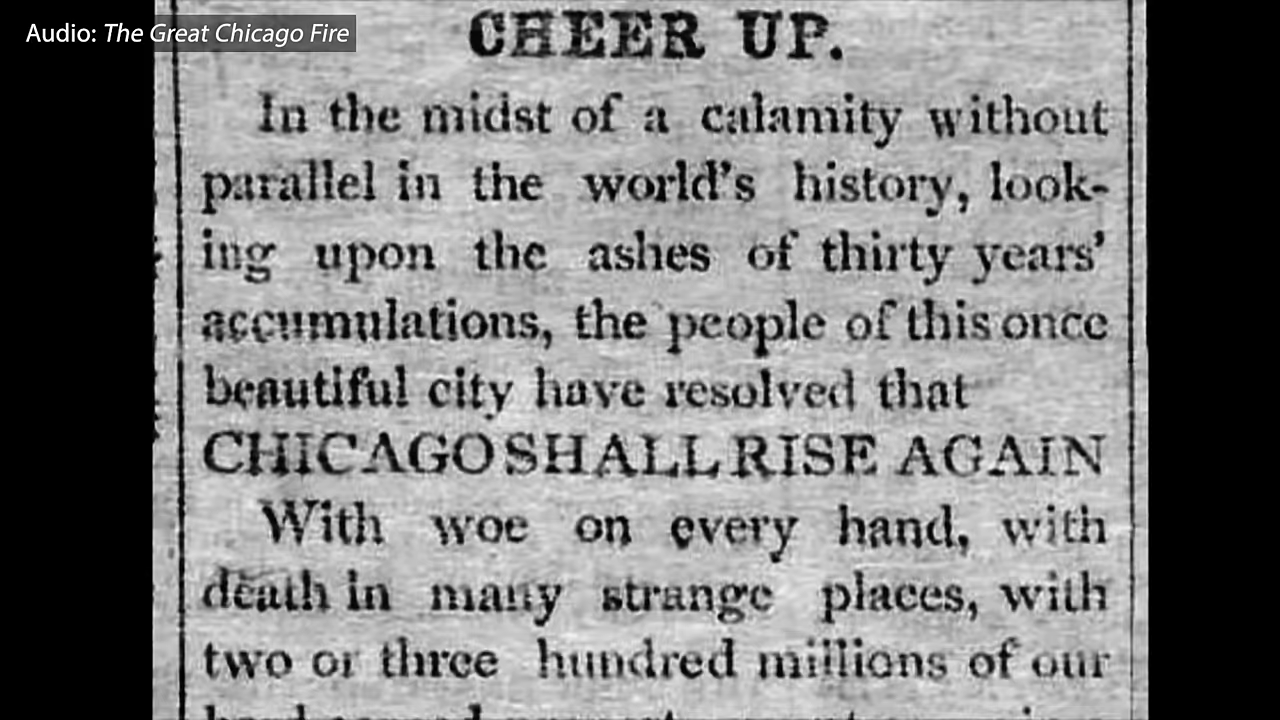 Audio: The Great Chicago Fire
CHEER UP.
In the midst of a calamity without
parallel in the world's history, look-
ing upon the ashes of thirty years'
accumulations, the people of this once
beautiful city have resolved that
CHICAGO SHALL RISE AGAIN
With woe on every hand, with
death in many strange places, with
two or three hundred millions of our